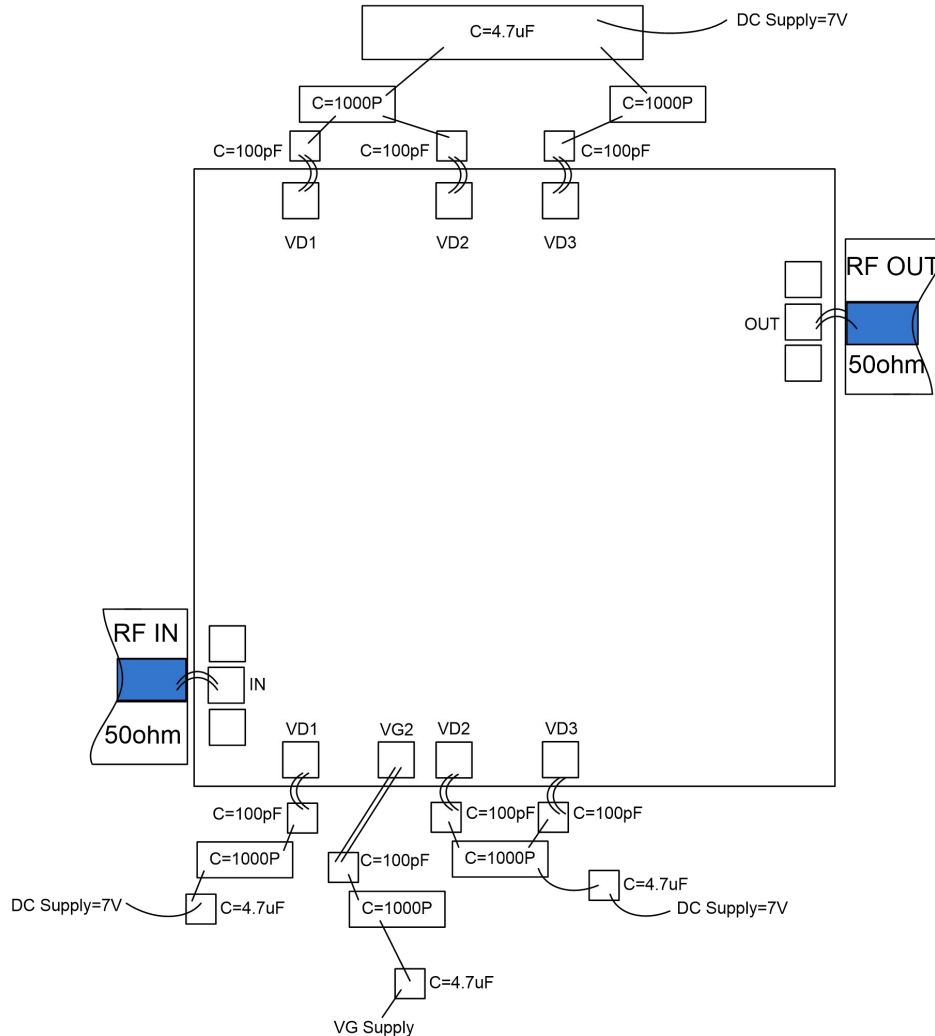 DC Supply=7V
C=4.7uF
C=1000P
C=1000P
C=100pF
C=100pF
C=100pF
VD1
VD2
VD3
RF OUT
OUT
50ohm
RF IN
IN
50ohm
VD1
VG2
VD2
VD3
C=100pF
C=100pF
C=100pF
C=1000P
C=100pF
C=1000P
C=4.7uF
DC Supply=7V
C=4.7uF
C=1000P
DC Supply=7V
C=4.7uF
VG Supply